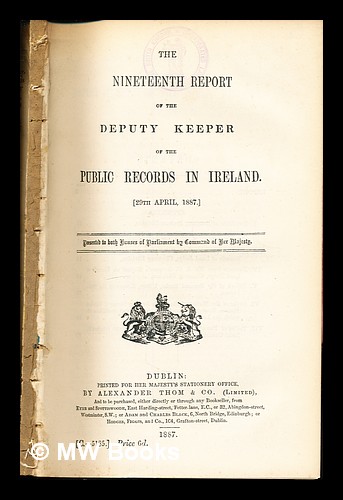 THE
NINETEENTH REPORT
OF THE
DEPUTY KEEPER
OF THE
PUBLIC RECORDS IN IRELAND.
[29TH APRIL, 1887.]
Presented to both Houses of Parliament by Command of Her Majesty.
DUBLIN:
PRINTED FOR HER MAJESTY'S STATIONERY OFFICE,
BY ALEXANDER THOM & CO. (LIMITED),
And to be purchased, either directly or through any Bookseller, from
EYRE and SPOTTISWOODE, East Harding-street, Fetter-lane, E.C., or 32, Abingdon-street,
Westminster, S.W.; or ADAM and CHARLES BLACK, 6, North Bridge, Edinburgh; or
HODGES, FIGGIS, and Co., 104, Grafton-street, Dublin.
1887.
[C.—5185.] Price 6d.
© MW Books